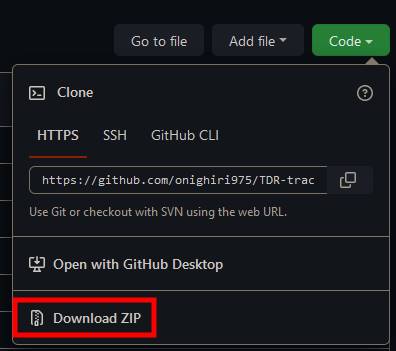 Go to file
Add file
Code
Clone
HTTPS
SSH
GitHub CLI
https://github.com/onighiri975/TDR-trac
Use Git or checkout with SVN using the web URL.
Open with GitHub Desktop
Download ZIP